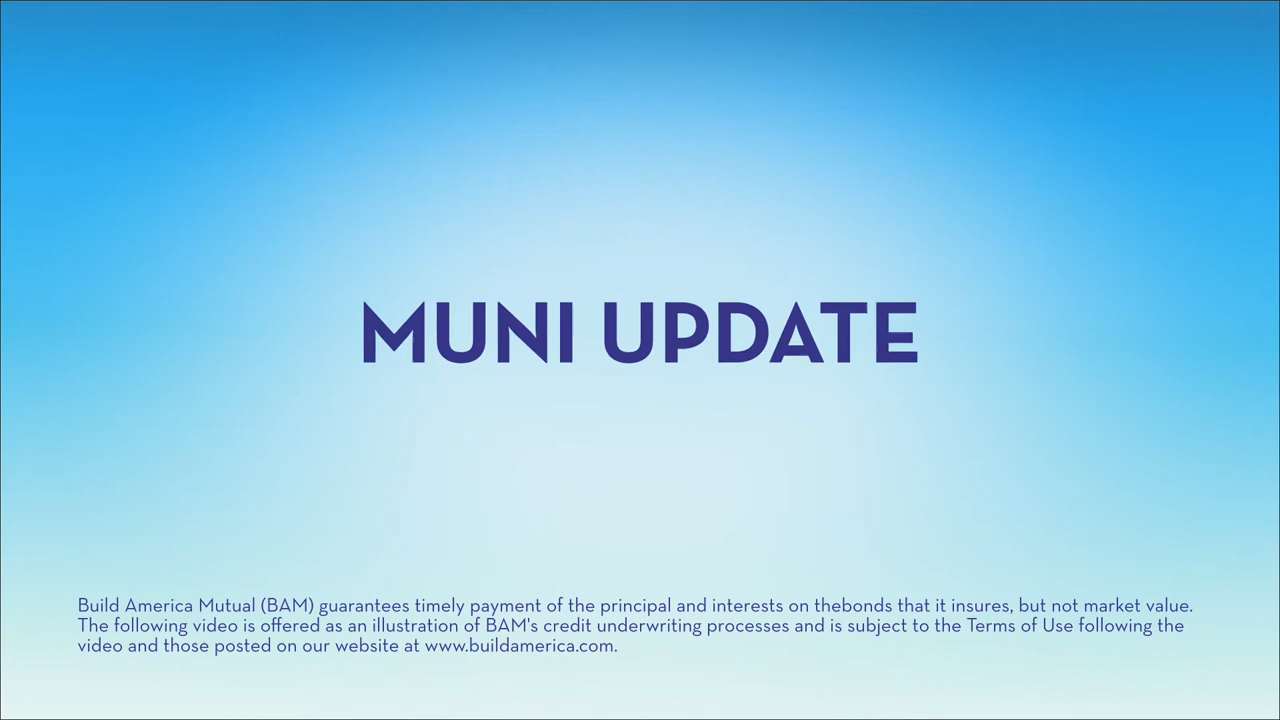 MUNI UPDATE
Build America Mutual (BAM) guarantees timely payment of the principal and interests on thebonds that it insures, but not market value.
The following video is offered as an illustration of BAM's credit underwriting processes and is subject to the Terms of Use following the
video and those posted on our website at www.buildamerica.com.